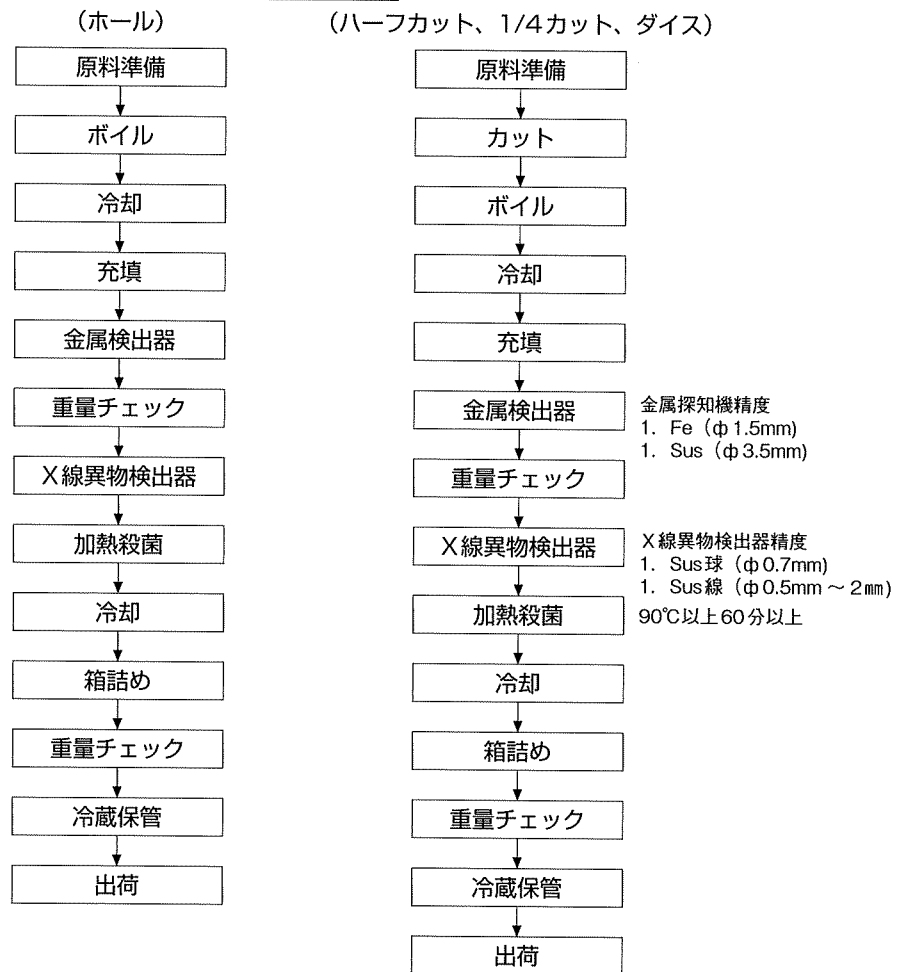 （ホール）
原料準備
ボイル
冷却
充填
金属検出器
重量チェック
X線異物検出器
加熱殺菌
冷却
箱詰め
重量チェック
冷蔵保管
出荷
（ハーフカット、1/4カット、ダイス）
原料準備
カット
ボイル
冷却
充填
金属検出器
金属探知機精度
1. Fe（φ1.5mm)
1. Sus（φ3.5mm)
重量チェック
X線異物検出器
X線異物検出器精度
1. Sus球（φ0.7mm)
1. Sus線（φ0.5mm～2㎜)
加熱殺菌
90℃以上60分以上
冷却
箱詰め
重量チェック
冷蔵保管
出荷